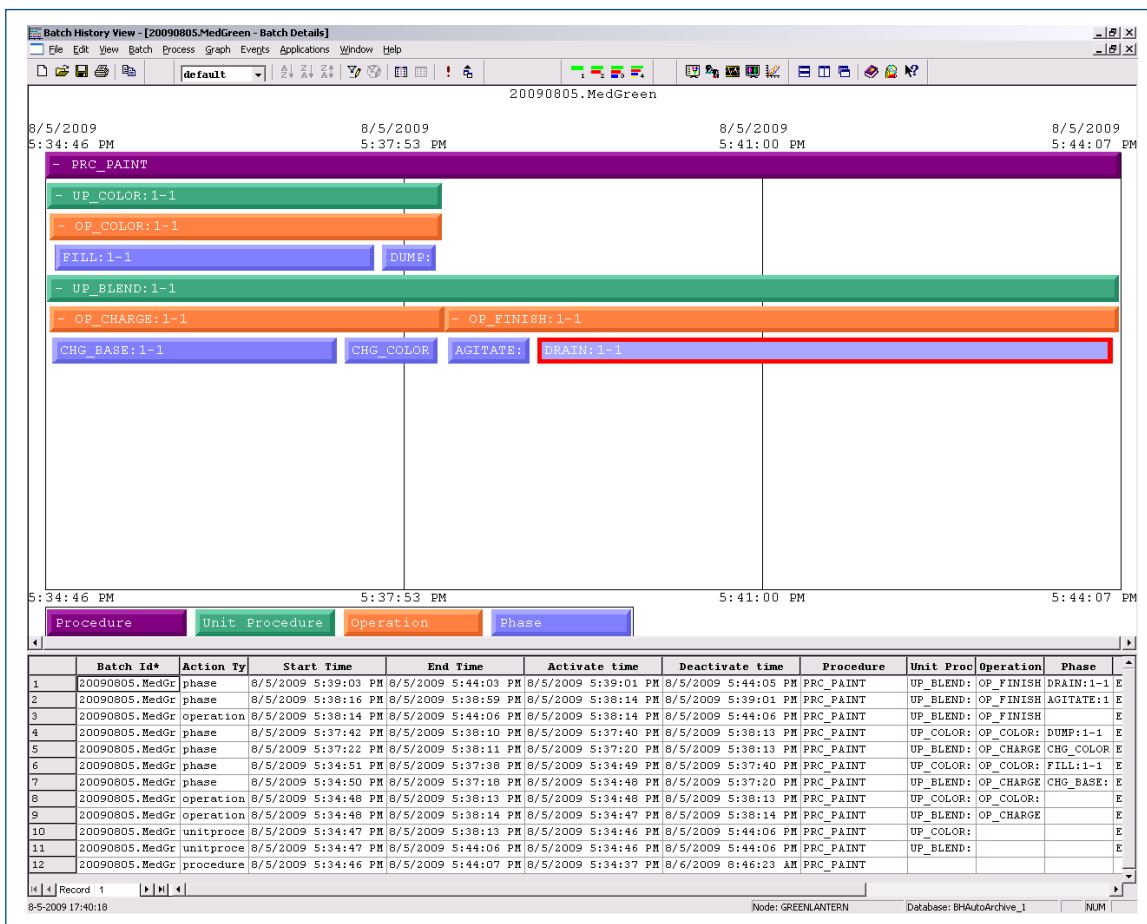 Batch History View - [20090805.MedGreen - Batch Details]
File Edit View Batch Process Graph Events Applications Window Help
default
20090805.MedGreen
8/5/2009 8/5/2009 8/5/2009 8/5/2009
5:34:46 PM 5:37:53 PM 5:41:00 PM 5:44:07 PM
- PRC_PAINT
- UP_COLOR:1-1
- OP_COLOR:1-1
FILL:1-1 DUMP:
- UP_BLEND:1-1
- OP_CHARGE:1-1 - OP_FINISH:1-1
CHG_BASE:1-1 CHG_COLOR AGITATE: DRAIN:1-1
5:34:46 PM 5:37:53 PM 5:41:00 PM 5:44:07 PM
Procedure Unit Procedure Operation Phase
Batch Id* Action Ty Start Time End Time Activate time Deactivate time Procedure Unit Proc Operation Phase
1 20090805.MedGr phase 8/5/2009 5:39:03 PM 8/5/2009 5:44:03 PM 8/5/2009 5:39:01 PM 8/5/2009 5:44:05 PM PRC_PAINT UP_BLEND: OP_FINISH DRAIN:1-1 E
2 20090805.MedGr phase 8/5/2009 5:38:16 PM 8/5/2009 5:38:59 PM 8/5/2009 5:38:14 PM 8/5/2009 5:39:01 PM PRC_PAINT UP_BLEND: OP_FINISH AGITATE:1 E
3 20090805.MedGr operation 8/5/2009 5:38:14 PM 8/5/2009 5:44:06 PM 8/5/2009 5:38:14 PM 8/5/2009 5:44:06 PM PRC_PAINT UP_BLEND: OP_FINISH E
4 20090805.MedGr phase 8/5/2009 5:37:42 PM 8/5/2009 5:38:10 PM 8/5/2009 5:37:40 PM 8/5/2009 5:38:13 PM PRC_PAINT UP_COLOR: OP_COLOR: DUMP:1-1 E
5 20090805.MedGr phase 8/5/2009 5:37:22 PM 8/5/2009 5:38:11 PM 8/5/2009 5:37:20 PM 8/5/2009 5:38:13 PM PRC_PAINT UP_BLEND: OP_CHARGE CHG_COLOR E
6 20090805.MedGr phase 8/5/2009 5:34:51 PM 8/5/2009 5:37:38 PM 8/5/2009 5:34:49 PM 8/5/2009 5:37:40 PM PRC_PAINT UP_COLOR: OP_COLOR: FILL:1-1 E
7 20090805.MedGr phase 8/5/2009 5:34:50 PM 8/5/2009 5:37:18 PM 8/5/2009 5:34:48 PM 8/5/2009 5:37:20 PM PRC_PAINT UP_BLEND: OP_CHARGE CHG_BASE: E
8 20090805.MedGr operation 8/5/2009 5:34:48 PM 8/5/2009 5:38:13 PM 8/5/2009 5:34:48 PM 8/5/2009 5:38:13 PM PRC_PAINT UP_COLOR: OP_COLOR: E
9 20090805.MedGr operation 8/5/2009 5:34:48 PM 8/5/2009 5:38:14 PM 8/5/2009 5:34:47 PM 8/5/2009 5:38:14 PM PRC_PAINT UP_BLEND: OP_CHARGE E
10 20090805.MedGr unitproce 8/5/2009 5:34:47 PM 8/5/2009 5:38:13 PM 8/5/2009 5:34:46 PM 8/5/2009 5:44:06 PM PRC_PAINT UP_COLOR: E
11 20090805.MedGr unitproce 8/5/2009 5:34:47 PM 8/5/2009 5:44:06 PM 8/5/2009 5:34:46 PM 8/5/2009 5:44:06 PM PRC_PAINT UP_BLEND: E
12 20090805.MedGr procedure 8/5/2009 5:34:46 PM 8/5/2009 5:44:07 PM 8/5/2009 5:34:37 PM 8/6/2009 8:46:23 AM PRC_PAINT
Record 1
8-5-2009 17:40:18 Node: GREENLANTERN Database: BHAutoArchive_1 NUM